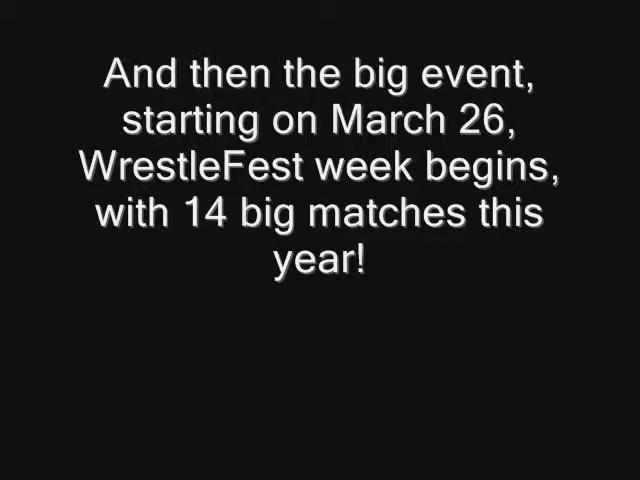 And then the big event,
starting on March 26,
WrestleFest week begins,
with 14 big matches this
year!